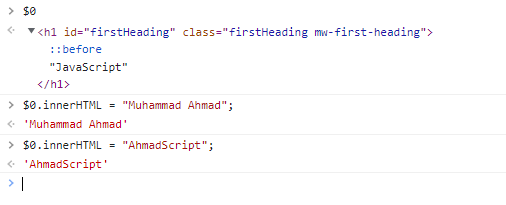 > $0
<h1 id="firstHeading" class="firstHeading mw-first-heading">
::before
"JavaScript"
</h1>
> $0.innerHTML = "Muhammad Ahmad";
'Muhammad Ahmad'
> $0.innerHTML = "AhmadScript";
'AhmadScript'
>